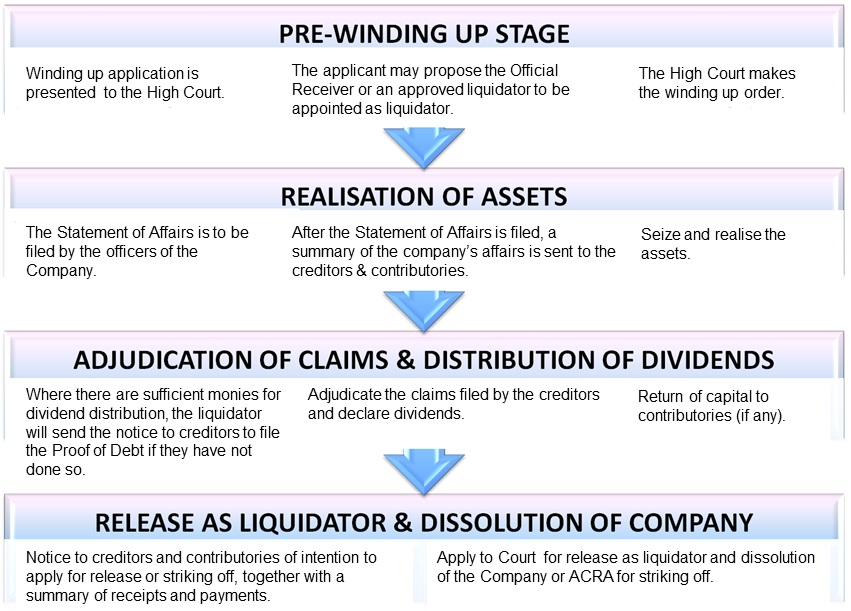 PRE-WINDING UP STAGE
Winding up application is
presented to the High Court.
The applicant may propose the Official
Receiver or an approved liquidator to be
appointed as liquidator.
The High Court makes
the winding up order.
REALISATION OF ASSETS
The Statement of Affairs is to be
filed by the officers of the
Company.
After the Statement of Affairs is filed, a
summary of the company's affairs is sent to the
creditors & contributories.
Seize and realise the
assets.
ADJUDICATION OF CLAIMS & DISTRIBUTION OF DIVIDENDS
Where there are sufficient monies for
dividend distribution, the liquidator
will send the notice to creditors to file
the Proof of Debt if they have not
done so.
Adjudicate the claims filed by the creditors
and declare dividends.
Return of capital to
contributories (if any).
RELEASE AS LIQUIDATOR & DISSOLUTION OF COMPANY
Notice to creditors and contributories of intention to
apply for release or striking off, together with a
summary of receipts and payments.
Apply to Court for release as liquidator and dissolution
of the Company or ACRA for striking off.